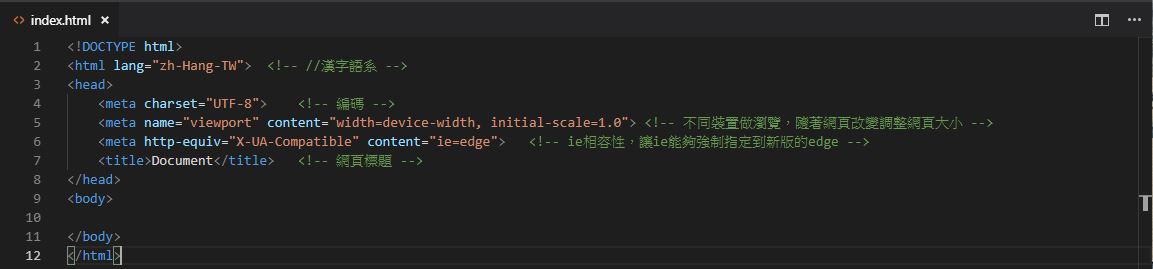 index.html
1 <!DOCTYPE html>
2 <html lang="zh-Hang-TW">  <!-- //漢字語系 -->
3 <head>
4     <meta charset="UTF-8">    <!-- 編碼 -->
5     <meta name="viewport" content="width=device-width, initial-scale=1.0"> <!-- 不同裝置做瀏覽，隨著網頁改變調整網頁大小 -->
6     <meta http-equiv="X-UA-Compatible" content="ie=edge">   <!-- ie相容性，讓ie能夠強制指定到新版的edge -->
7     <title>Document</title>   <!-- 網頁標題 -->
8 </head>
9 <body>
10
11 </body>
12 </html>